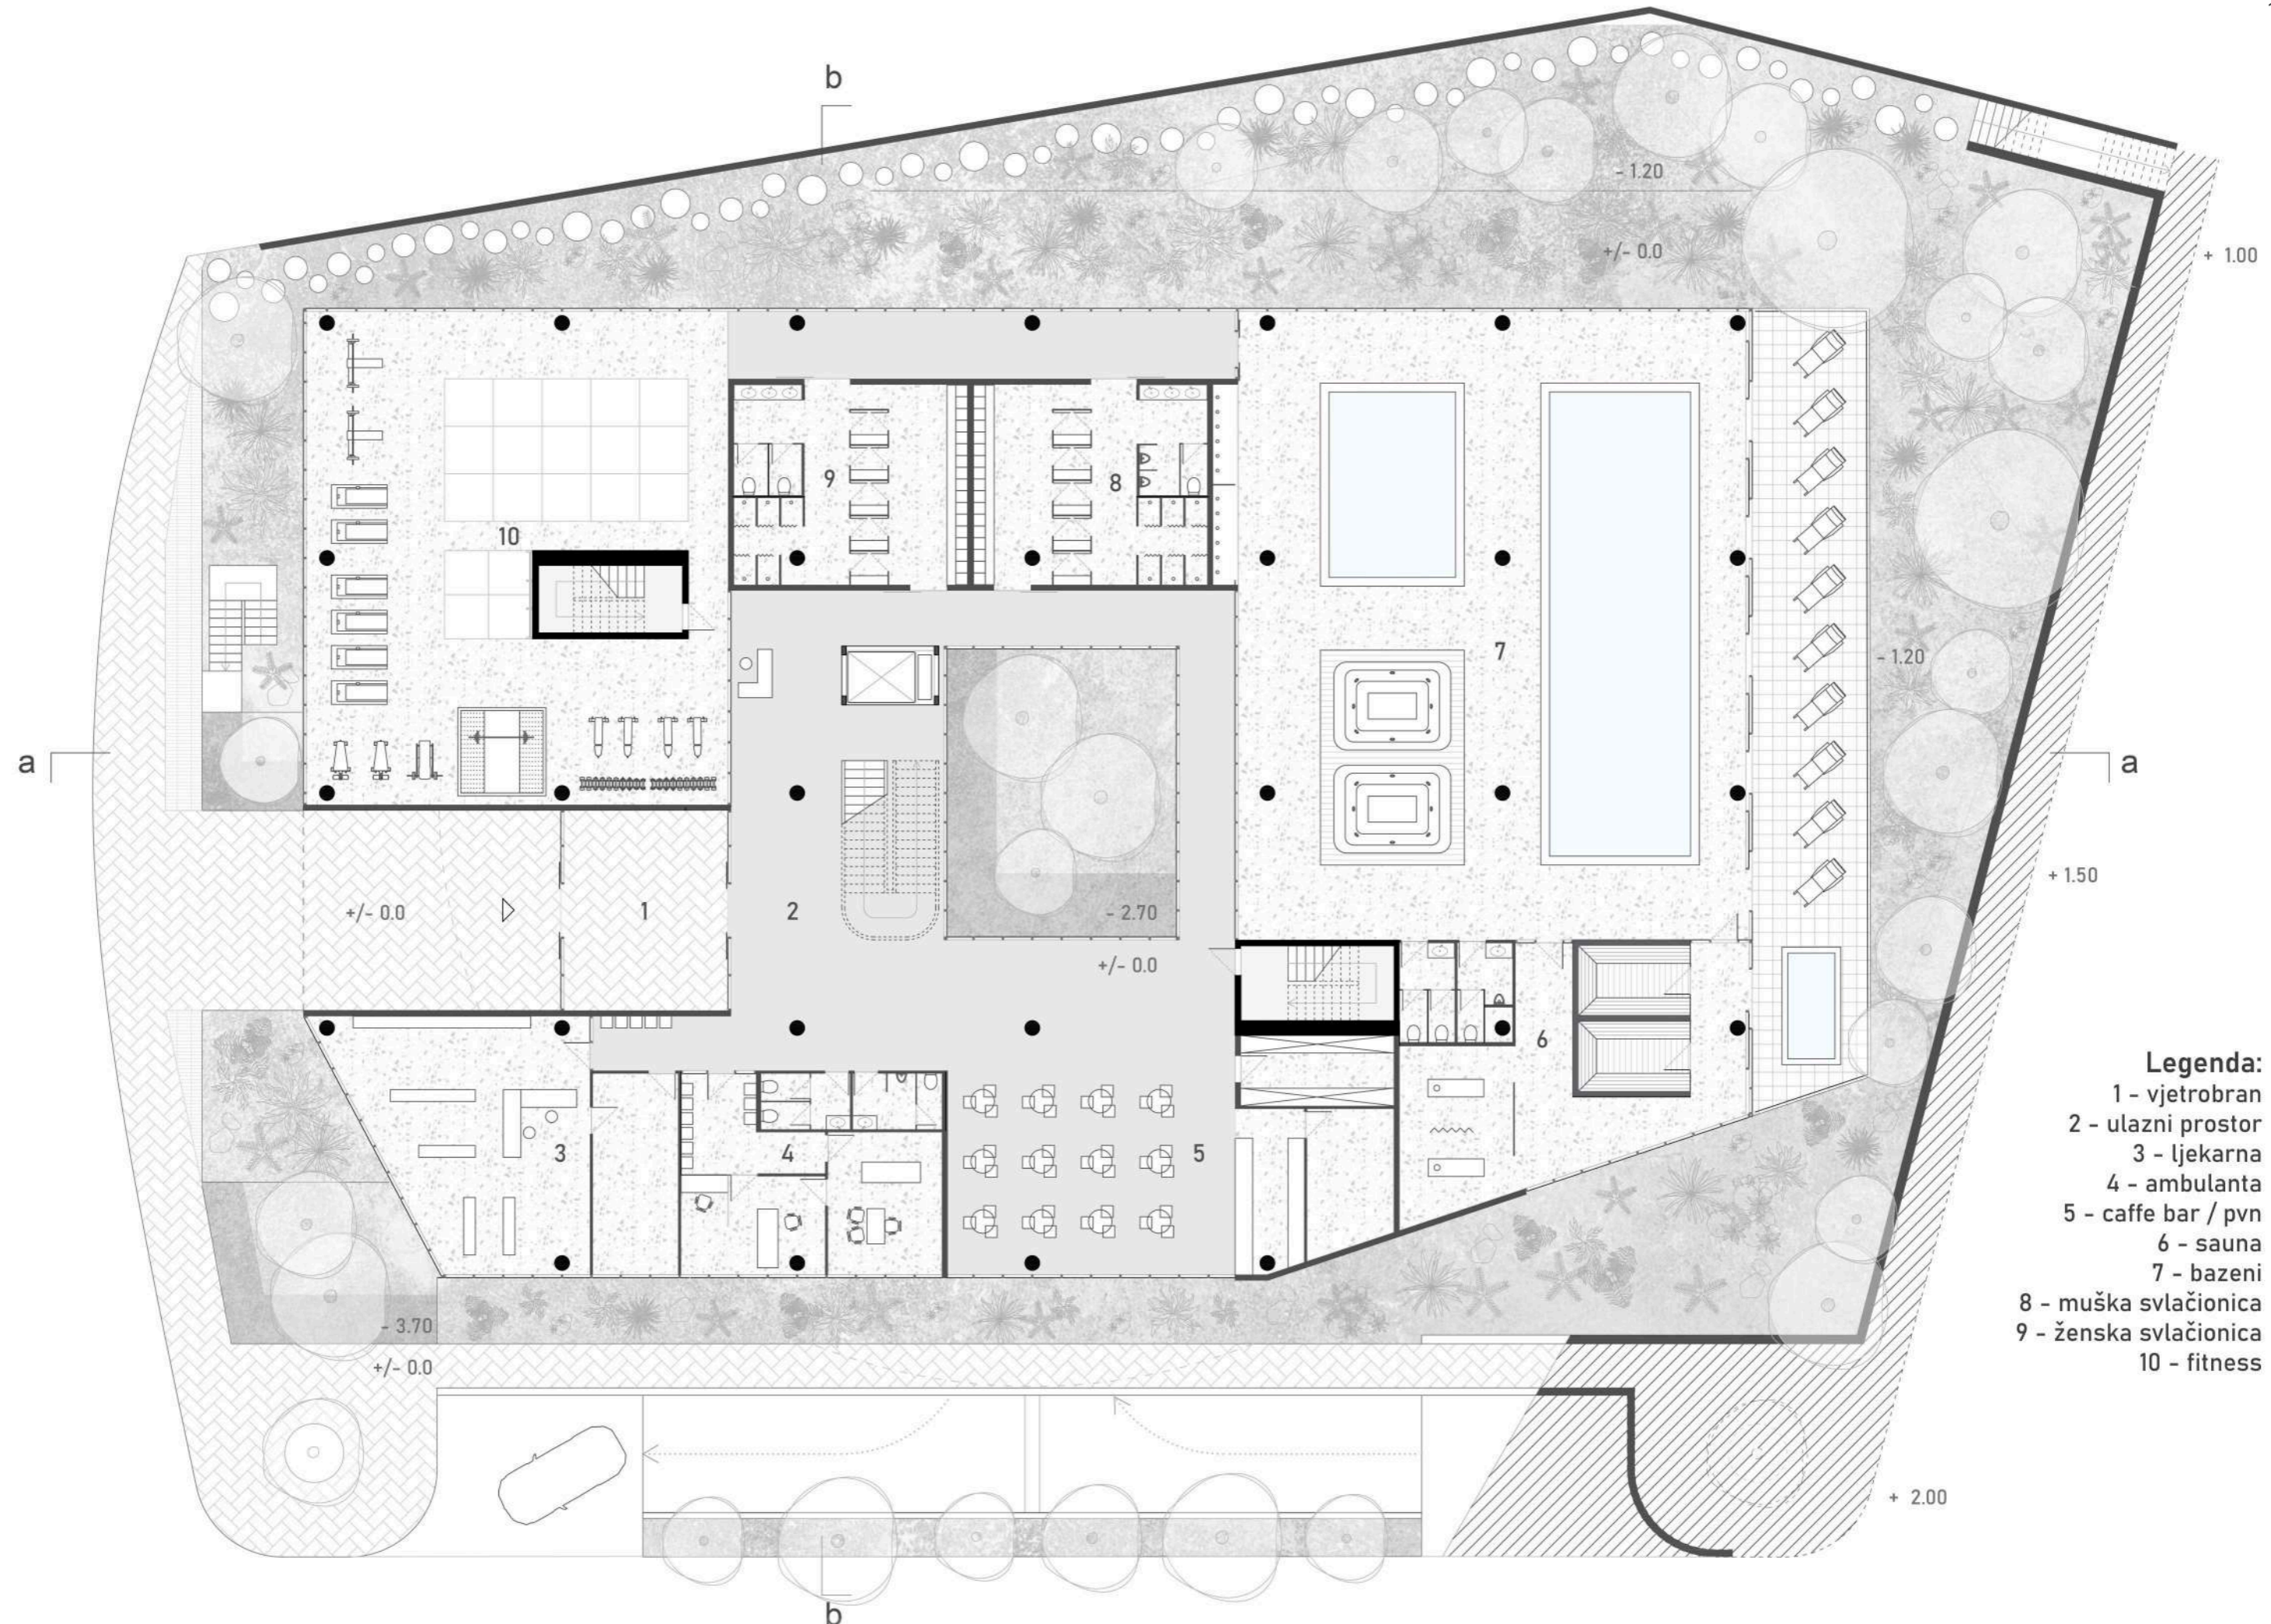 b
- 1.20
+/- 0.0
+ 1.00
9
8
10
7
- 1.20
a
a
+ 1.50
+/- 0.0
1
2
- 2.70
+/- 0.0
6
3
4
5
- 3.70
+/- 0.0
+ 2.00
b
Legenda:
1 - vjetrobran
2 - ulazni prostor
3 - ljekarna
4 - ambulanta
5 - caffe bar / pvn
6 - sauna
7 - bazeni
8 - muška svlačionica
9 - ženska svlačionica
10 - fitness